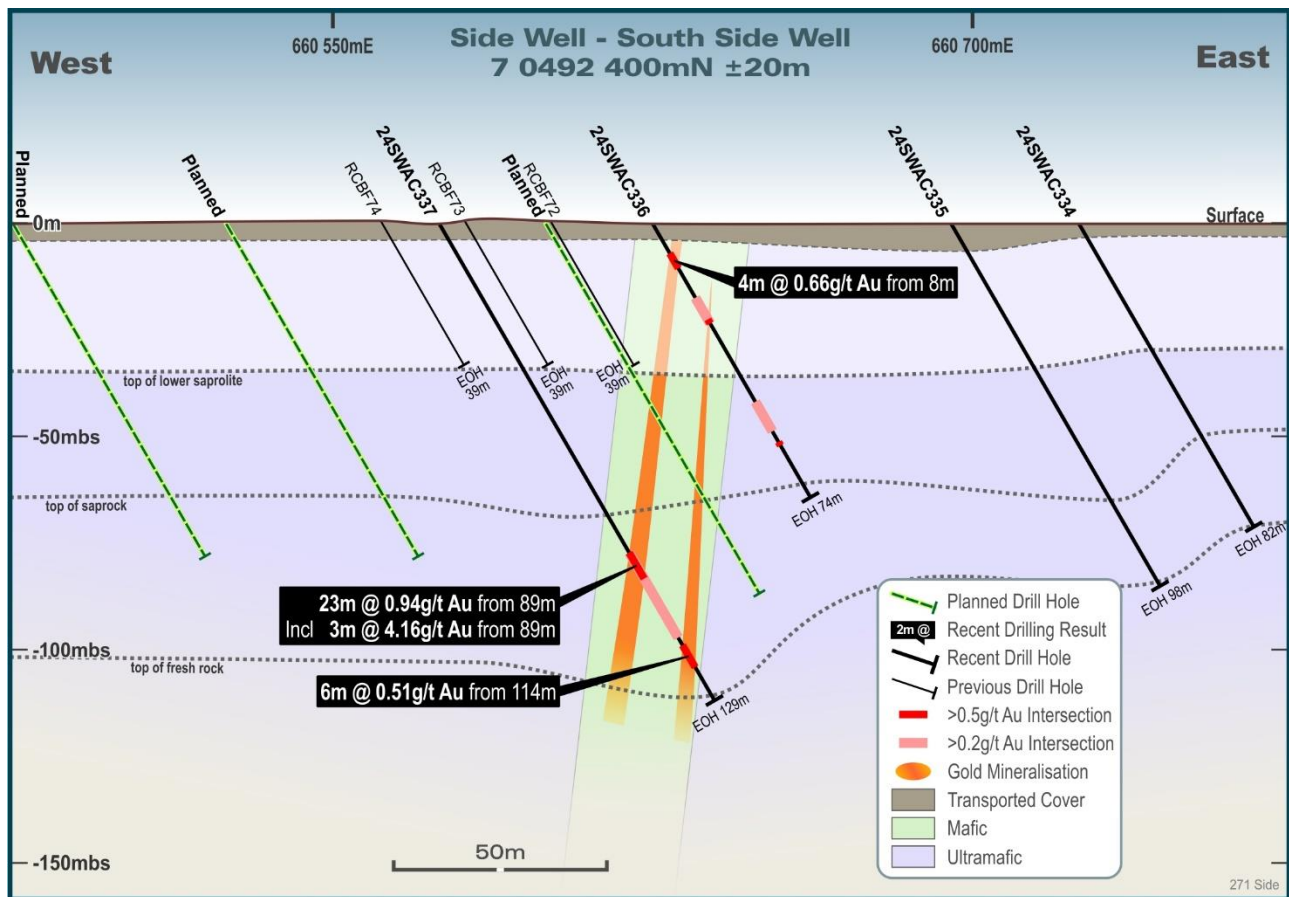 660 550mE
660 700mE
Side Well - South Side Well
7 0492 400mN ±20m
West
East
Planned
Planned
RCBF74
24SWAC337
RCBF73
Planned
RCBF72
24SWAC336
24SWAC335
24SWAC334
0m
Surface
4m @ 0.66g/t Au from 8m
top of lower saprolite
EOH
39m
EOH
39m
EOH
39m
-50mbs
top of saprock
EOH 74m
EOH 82m
EOH 98m
23m @ 0.94g/t Au from 89m
Incl 3m @ 4.16g/t Au from 89m
-100mbs
top of fresh rock
6m @ 0.51g/t Au from 114m
EOH 129m
Planned Drill Hole
2m @
Recent Drilling Result
Recent Drill Hole
Previous Drill Hole
>0.5g/t Au Intersection
>0.2g/t Au Intersection
Gold Mineralisation
Transported Cover
Mafic
Ultramafic
50m
-150mbs
271 Side